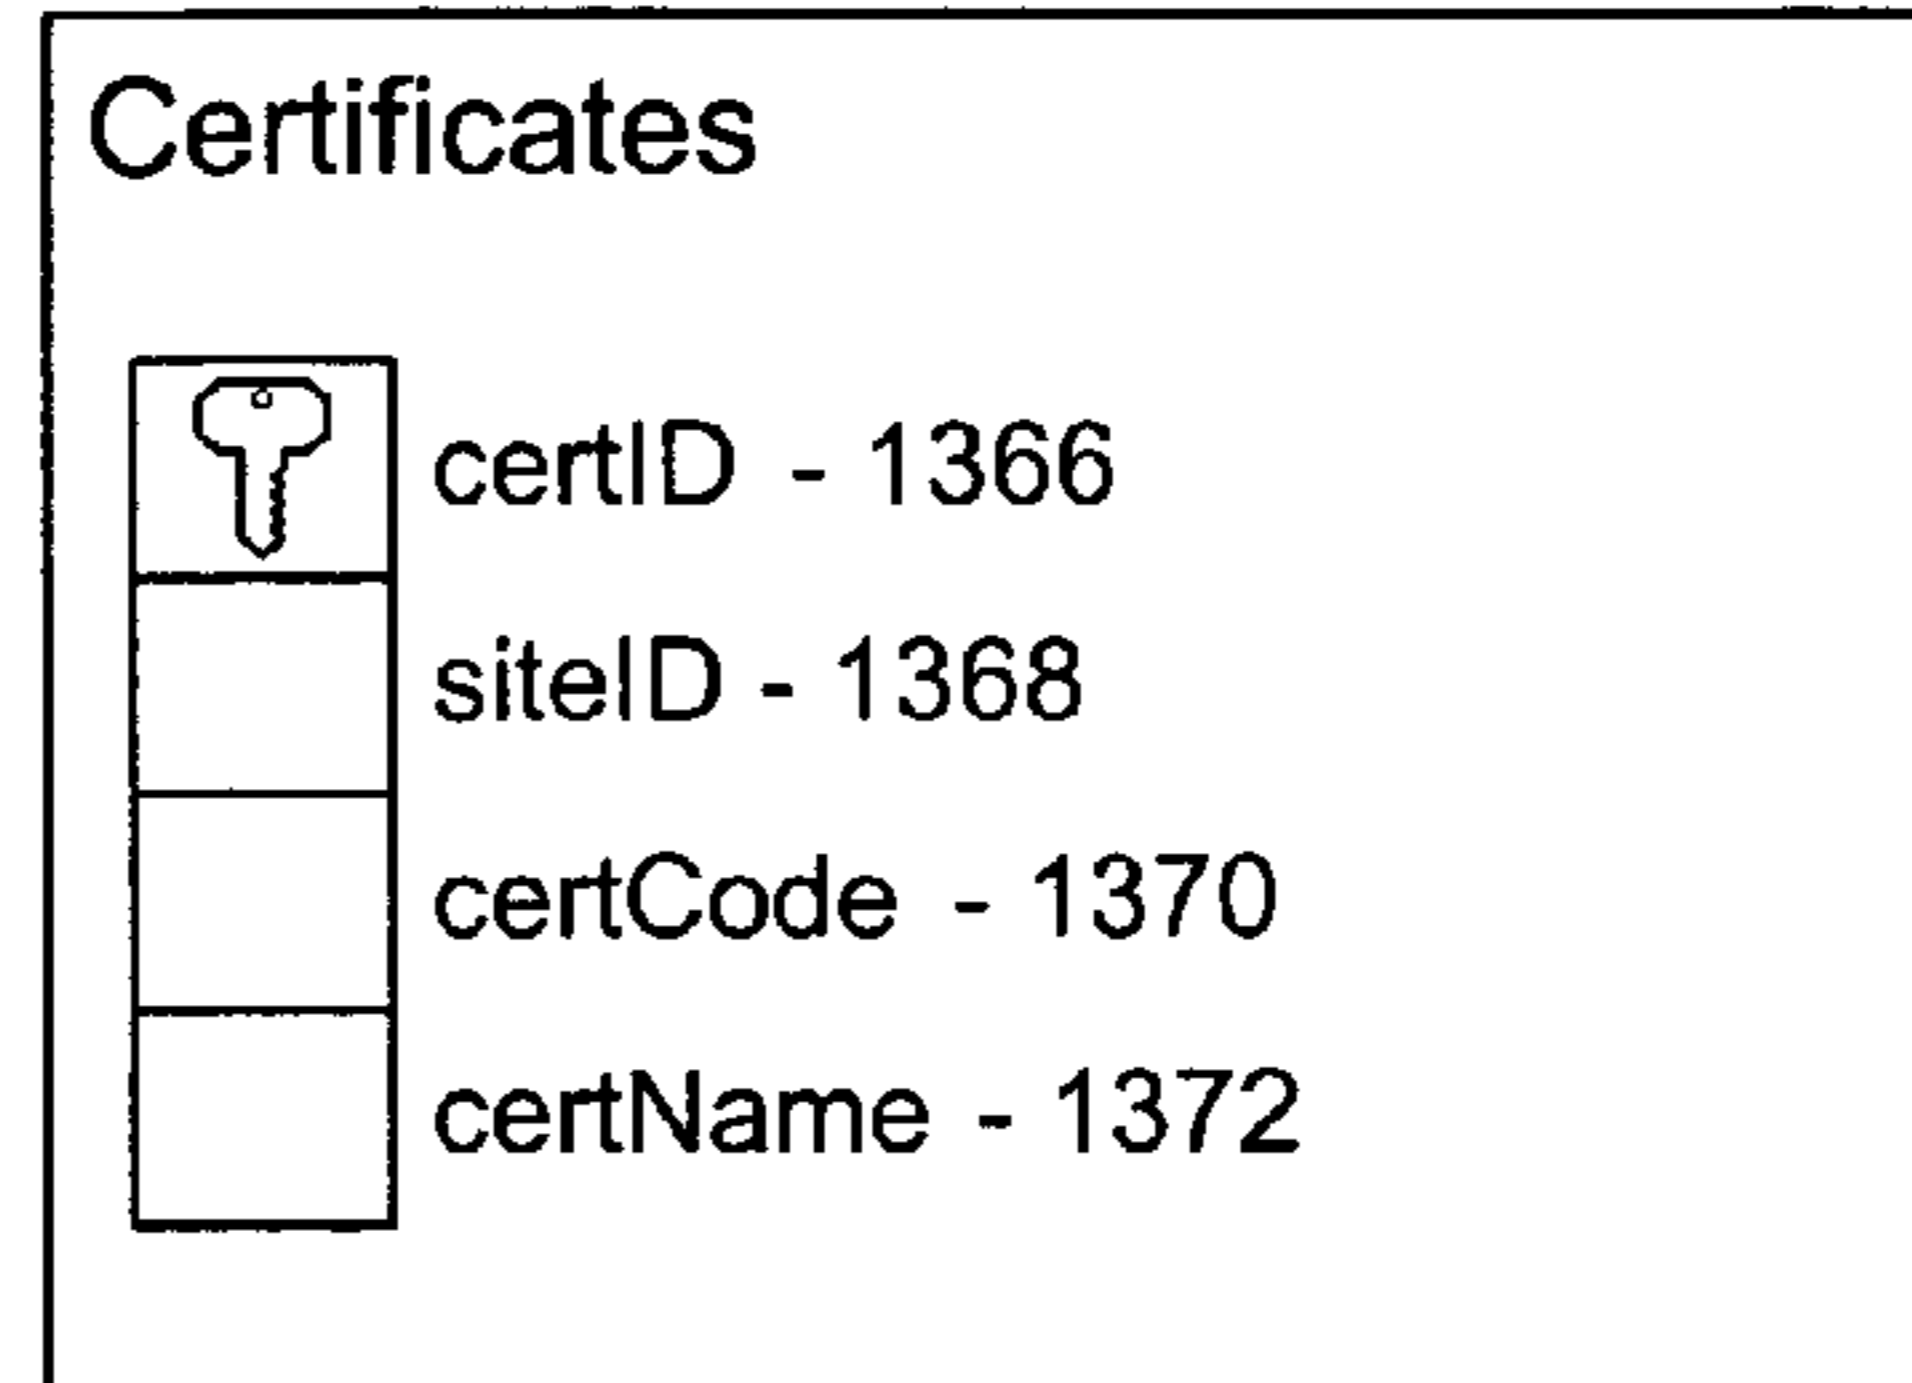 Certificates
certID - 1366
siteID - 1368
certCode - 1370
certName - 1372